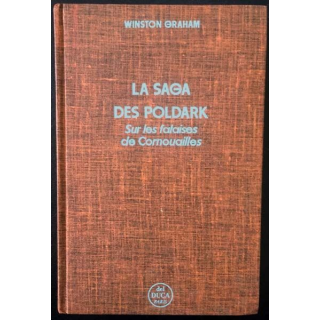 WINSTON GRAHAM
LA SAGA
DES POLDARK
Sur les falaises
de Cornouailles
del
DUCA